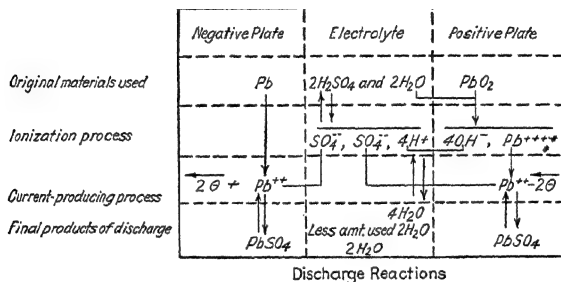 Negative Plate Electrolyte Positive Plate
Original materials used Pb 2H₂SO₄ and 2H₂O PbO₂
Ionization process SO₄⁻⁻, SO₄⁻⁻, 4H+ 4OH⁻, Pb⁺⁺⁺⁺
Current-producing process 2θ + Pb⁺⁺ Pb⁺⁺-2θ
4H₂O
Final products of discharge Less amt. used 2H₂O
PbSO₄ 2H₂O PbSO₄
Discharge Reactions